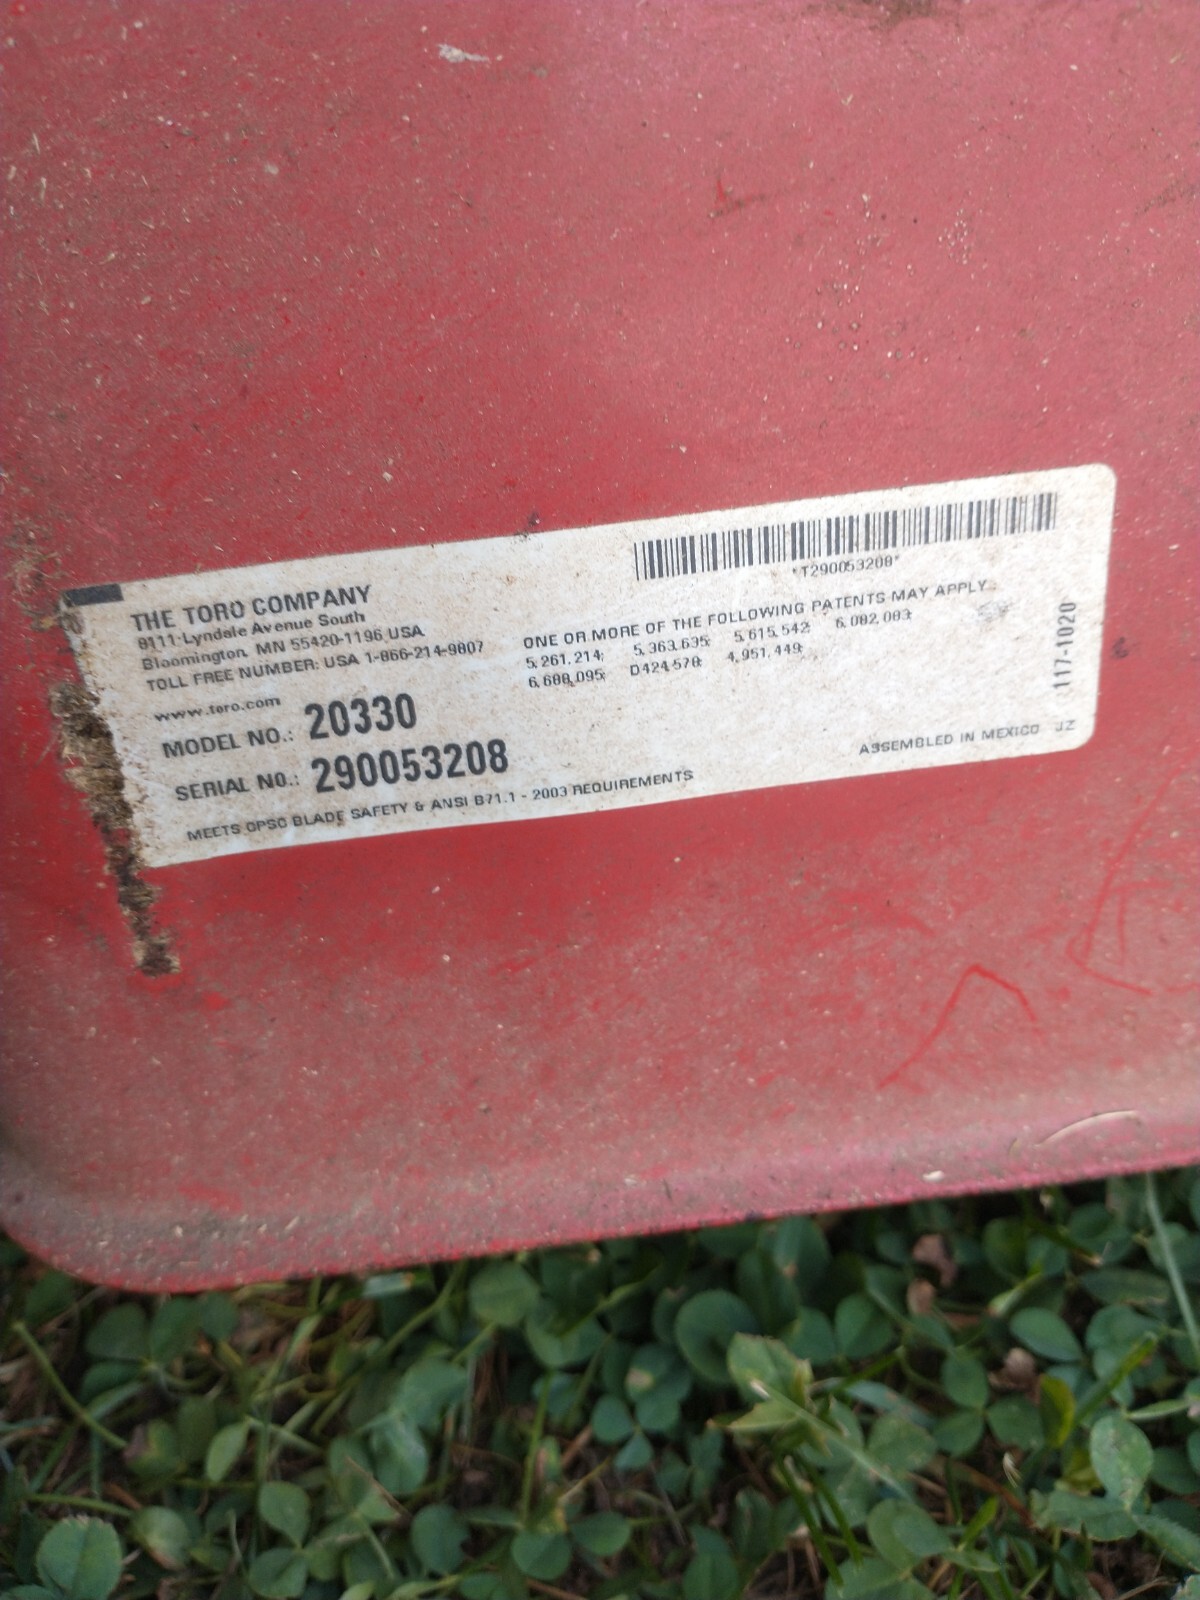 *T290053208*
THE TORO COMPANY
8111 Lyndale Avenue South
Bloomington, MN 55420-1196 USA
TOLL FREE NUMBER: USA 1-866-214-9807
www.toro.com
MODEL NO.: 20330
SERIAL NO.: 290053208
MEETS CPSC BLADE SAFETY & ANSI B71.1 - 2003 REQUIREMENTS
ONE OR MORE OF THE FOLLOWING PATENTS MAY APPLY:
5,261,214; 5,363,635; 5,615,542; 6,082,083;
6,688,095; D424,578; 4,951,449;
ASSEMBLED IN MEXICO JZ
117-1020